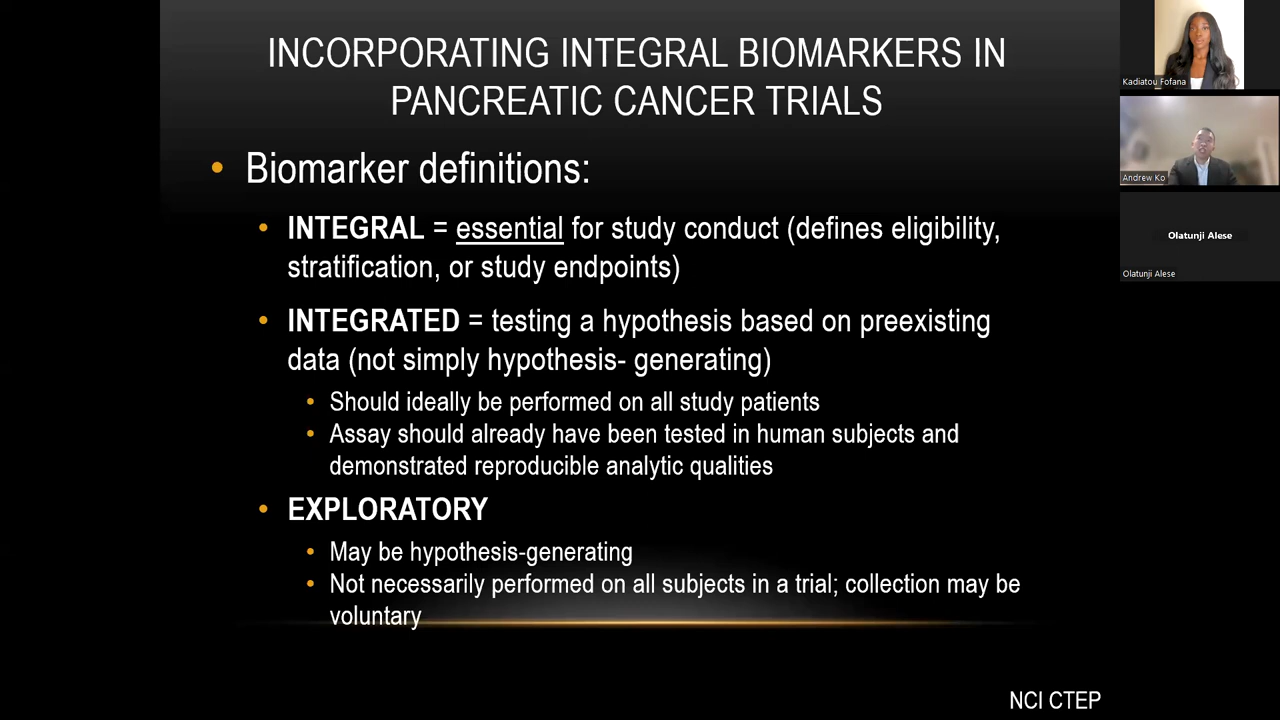 INCORPORATING INTEGRAL BIOMARKERS IN
PANCREATIC CANCER TRIALS
• Biomarker definitions:
• INTEGRAL = essential for study conduct (defines eligibility,
stratification, or study endpoints)
• INTEGRATED = testing a hypothesis based on preexisting
data (not simply hypothesis- generating)
• Should ideally be performed on all study patients
• Assay should already have been tested in human subjects and
demonstrated reproducible analytic qualities
• EXPLORATORY
• May be hypothesis-generating
• Not necessarily performed on all subjects in a trial; collection may be
voluntary
NCI CTEP
Kadiatou Fofana
Andrew Ko
Olatunji Alese
Olatunji Alese